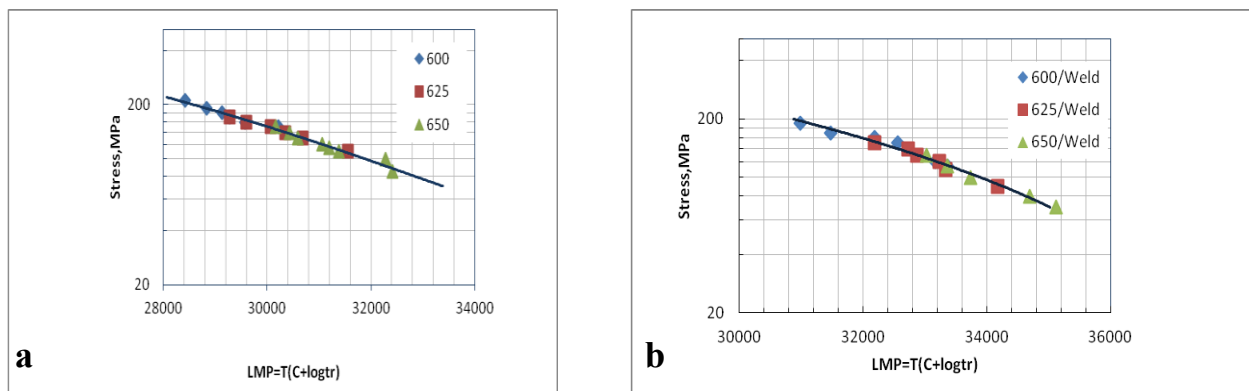 600
625
650
200
20
Stress,MPa
28000 30000 32000 34000
LMP=T(C+logtr)
a
600/Weld
625/Weld
650/Weld
200
20
Stress,MPa
30000 32000 34000 36000
LMP=T(C+logtr)
b